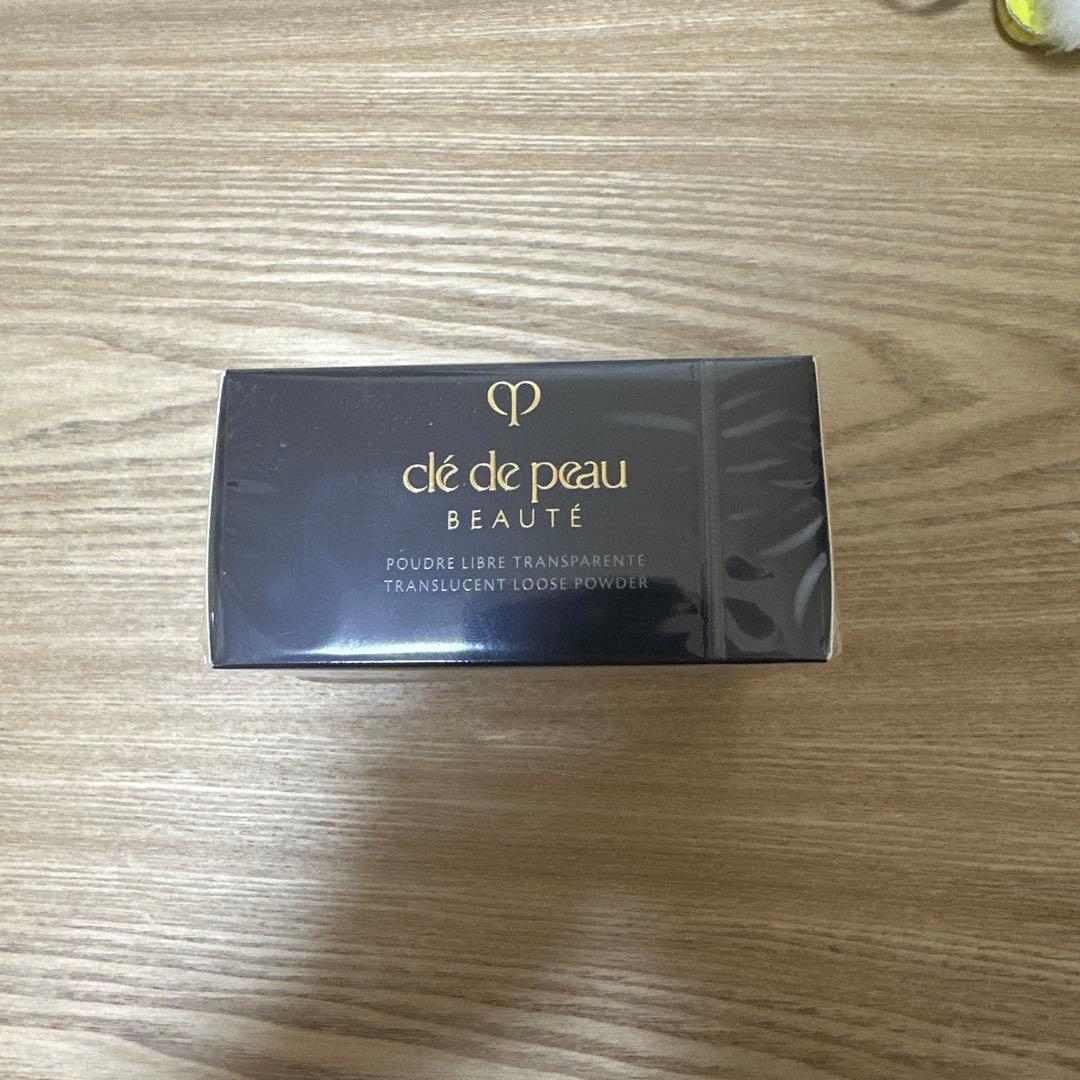 clé de peau
BEAUTÉ
POUDRE LIBRE TRANSPARENTE
TRANSLUCENT LOOSE POWDER